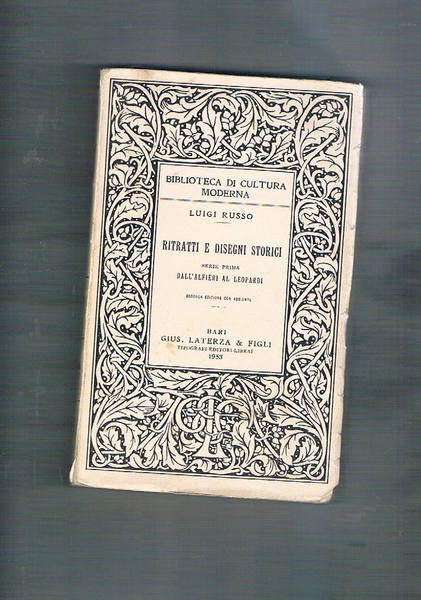 BIBLIOTECA DI CULTURA
MODERNA
LUIGI RUSSO
RITRATTI E DISEGNI STORICI
SERIE PRIMA
DALL'ALFIERI AL LEOPARDI
SECONDA EDIZIONE CON AGGIUNTE
BARI
GIUS. LATERZA & FIGLI
TIPOGRAFI-EDITORI-LIBRAI
1953